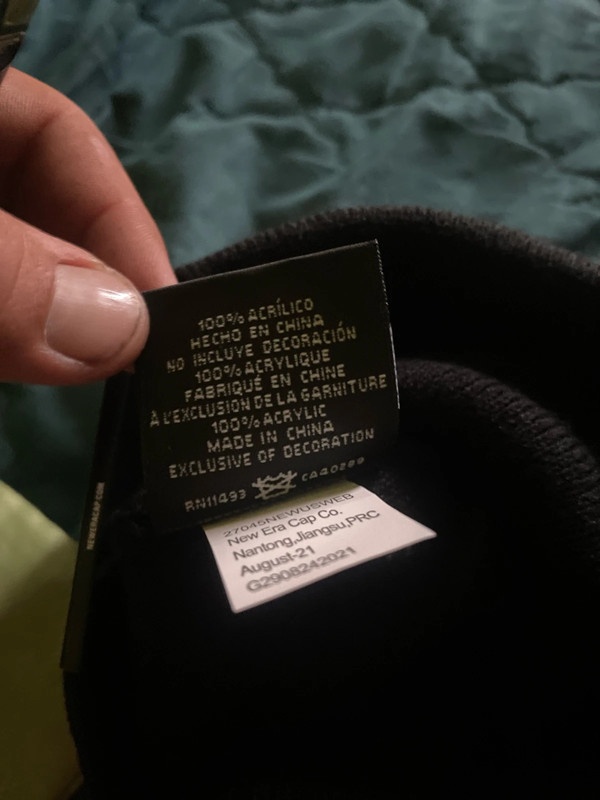 100% ACRÍLICO
HECHO EN CHINA
NO INCLUYE DECORACIÓN
100% ACRYLIQUE
FABRIQUÉ EN CHINE
À L'EXCLUSION DE LA GARNITURE
100% ACRYLIC
MADE IN CHINA
EXCLUSIVE OF DECORATION
RN11493 CA40299
27045NEWUSWEB
New Era Cap Co.
Nantong,Jiangsu,PRC
August-21
G2908242021
NEWERACAP.COM